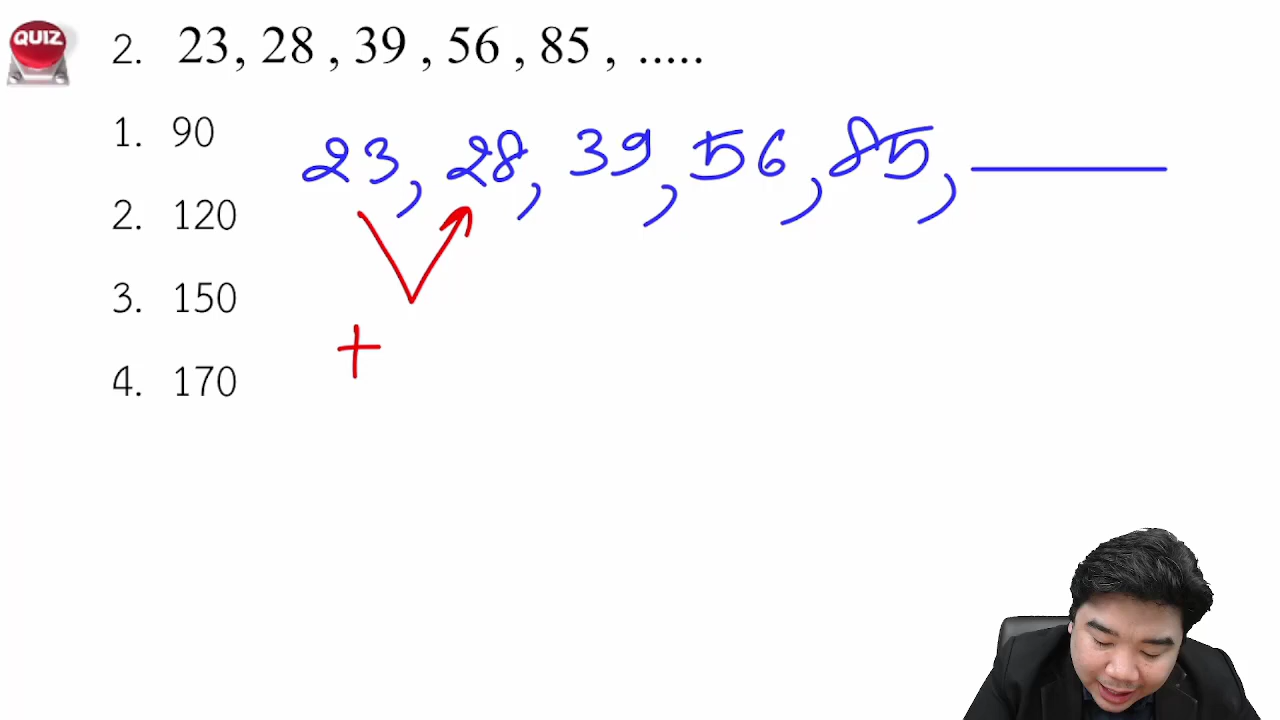 QUIZ
2. 23, 28 , 39 , 56 , 85 , .....
1. 90
23, 28, 39, 56, 85,
2. 120
3. 150
+
4. 170